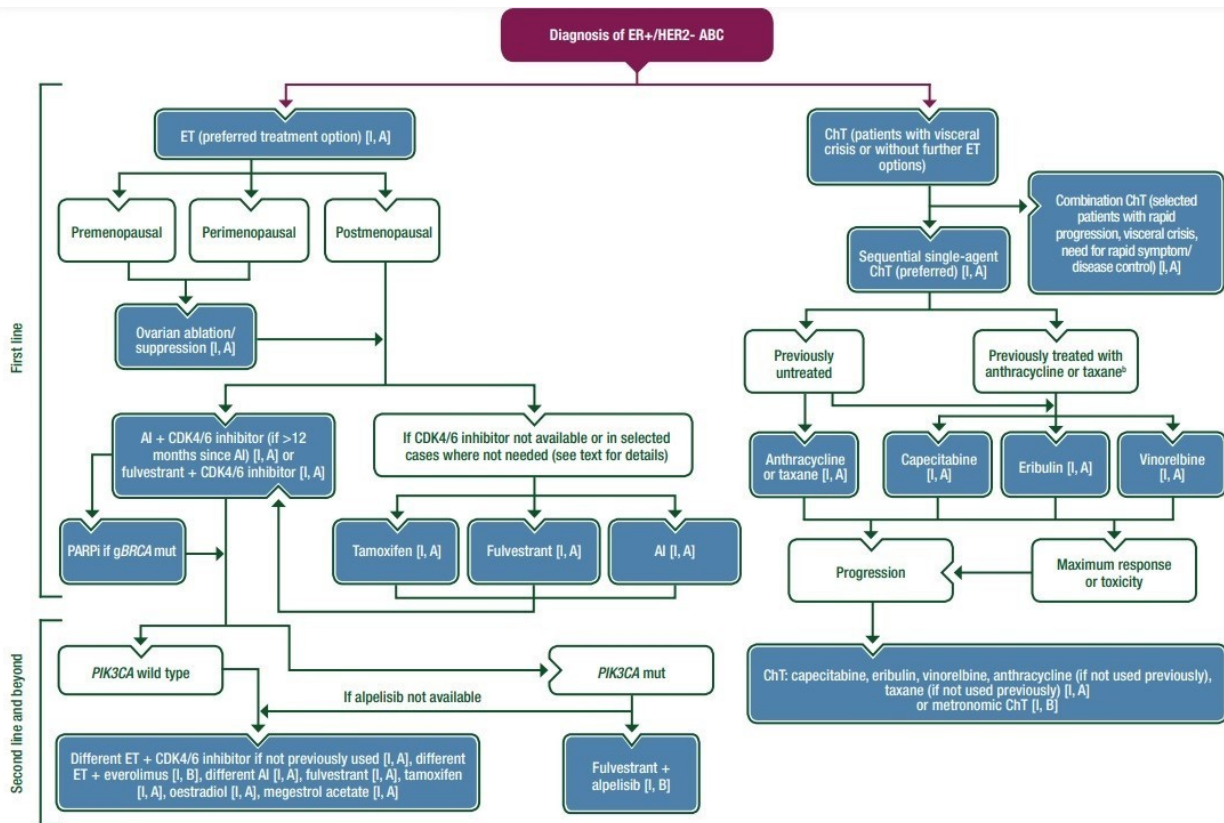 Diagnosis of ER+/HER2- ABC
First line
ET (preferred treatment option) [I, A]
Premenopausal
Perimenopausal
Postmenopausal
Ovarian ablation/
suppression [I, A]
AI + CDK4/6 inhibitor (if >12
months since AI) [I, A] or
fulvestrant + CDK4/6 inhibitor [I, A]
If CDK4/6 inhibitor not available or in selected
cases where not needed (see text for details)
PARPi if gBRCA mut
Tamoxifen [I, A]
Fulvestrant [I, A]
AI [I, A]
ChT (patients with visceral
crisis or without further ET
options)
Combination ChT (selected
patients with rapid
progression, visceral crisis,
need for rapid symptom/
disease control) [I, A]
Sequential single-agent
ChT (preferred) [I, A]
Previously
untreated
Previously treated with
anthracycline or taxaneᵇ
Anthracycline
or taxane [I, A]
Capecitabine
[I, A]
Eribulin [I, A]
Vinorelbine
[I, A]
Progression
Maximum response
or toxicity
ChT: capecitabine, eribulin, vinorelbine, anthracycline (if not used previously),
taxane (if not used previously) [I, A]
or metronomic ChT [I, B]
Second line and beyond
PIK3CA wild type
PIK3CA mut
If alpelisib not available
Different ET + CDK4/6 inhibitor if not previously used [I, A], different
ET + everolimus [I, B], different AI [I, A], fulvestrant [I, A], tamoxifen
[I, A], oestradiol [I, A], megestrol acetate [I, A]
Fulvestrant +
alpelisib [I, B]